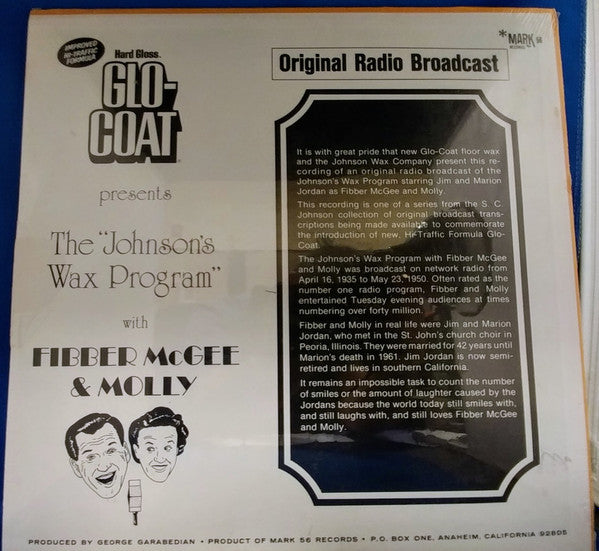 IMPROVED
HI-TRAFFIC
FORMULA
Hard Gloss
GLO-
COAT
presents
The "Johnson's
Wax Program"
with
FIBBER McGEE
& MOLLY
*MARK 56
RECORDS
Original Radio Broadcast
It is with great pride that new Glo-Coat floor wax
and the Johnson Wax Company present this re-
cording of an original radio broadcast of the
Johnson's Wax Program starring Jim and Marion
Jordan as Fibber McGee and Molly.
This recording is one of a series from the S. C.
Johnson collection of original broadcast trans-
criptions being made available to commemorate
the introduction of new, Hi-Traffic Formula Glo-
Coat.
The Johnson's Wax Program with Fibber McGee
and Molly was broadcast on network radio from
April 16, 1935 to May 23, 1950. Often rated as the
number one radio program, Fibber and Molly
entertained Tuesday evening audiences at times
numbering over forty million.
Fibber and Molly in real life were Jim and Marion
Jordan, who met in the St. John's church choir in
Peoria, Illinois. They were married for 42 years until
Marion's death in 1961. Jim Jordan is now semi-
retired and lives in southern California.
It remains an impossible task to count the number
of smiles or the amount of laughter caused by the
Jordans because the world today still smiles with,
and still laughs with, and still loves Fibber McGee
and Molly.
PRODUCED BY GEORGE GARABEDIAN • PRODUCT OF MARK 56 RECORDS • P.O. BOX ONE, ANAHEIM, CALIFORNIA 92805